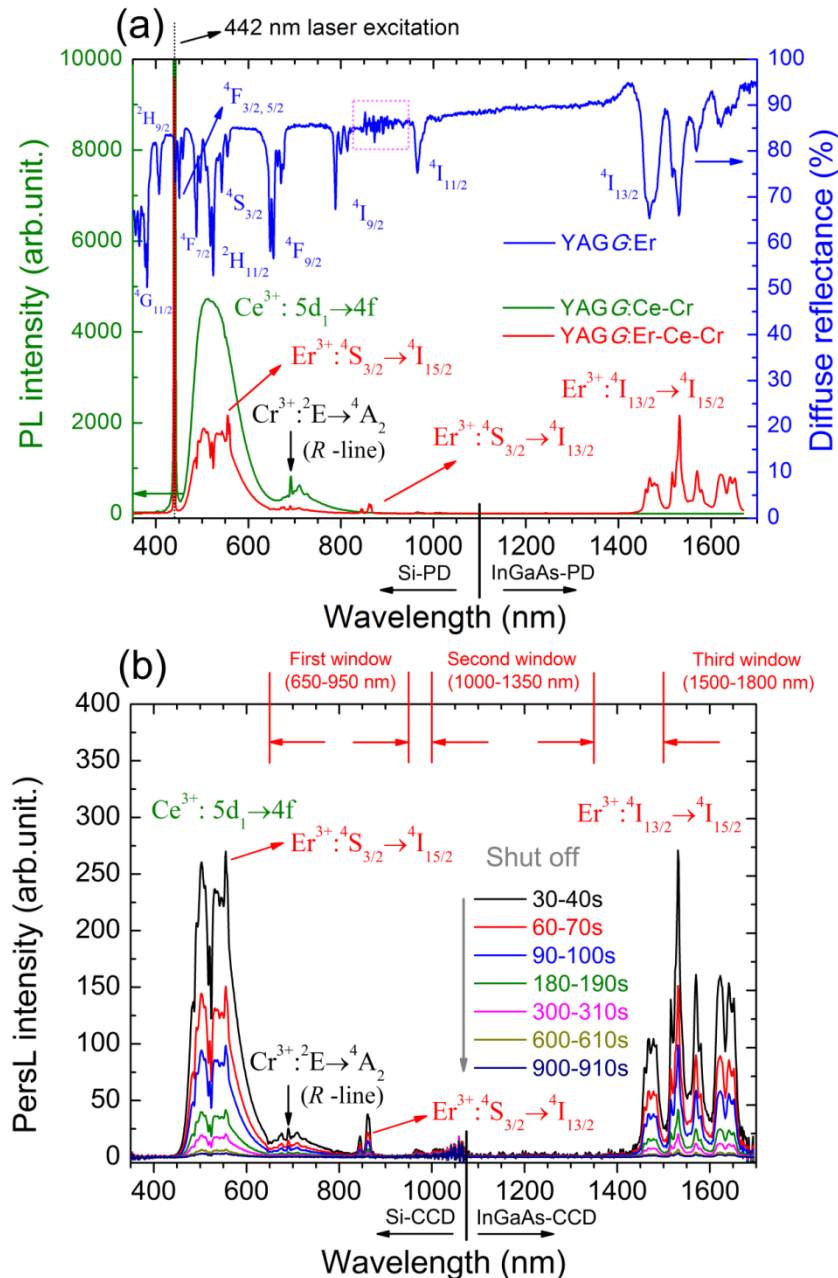 (a)
442 nm laser excitation
PL intensity (arb.unit.)
10000
8000
6000
4000
2000
0
Diffuse reflectance (%)
100
90
80
70
60
50
40
30
20
10
0
²H₉/₂
⁴F₃/₂, ₅/₂
⁴G₁₁/₂
⁴F₇/₂
⁴S₃/₂
²H₁₁/₂
⁴F₉/₂
⁴I₉/₂
⁴I₁₁/₂
⁴I₁₃/₂
YAGG:Er
YAGG:Ce-Cr
YAGG:Er-Ce-Cr
Ce³⁺: 5d₁→4f
Er³⁺:⁴S₃/₂→⁴I₁₅/₂
Cr³⁺:²E→⁴A₂
(R -line)
Er³⁺:⁴S₃/₂→⁴I₁₃/₂
Er³⁺:⁴I₁₃/₂→⁴I₁₅/₂
400 600 800 1000 1200 1400 1600
Si-PD InGaAs-PD
Wavelength (nm)
(b)
First window
(650-950 nm)
Second window
(1000-1350 nm)
Third window
(1500-1800 nm)
PersL intensity (arb.unit.)
400
350
300
250
200
150
100
50
0
Ce³⁺: 5d₁→4f
Er³⁺:⁴S₃/₂→⁴I₁₅/₂
Er³⁺:⁴I₁₃/₂→⁴I₁₅/₂
Shut off
30-40s
60-70s
90-100s
180-190s
300-310s
600-610s
900-910s
Cr³⁺:²E→⁴A₂
(R -line)
Er³⁺:⁴S₃/₂→⁴I₁₃/₂
Si-CCD InGaAs-CCD
400 600 800 1000 1200 1400 1600
Wavelength (nm)